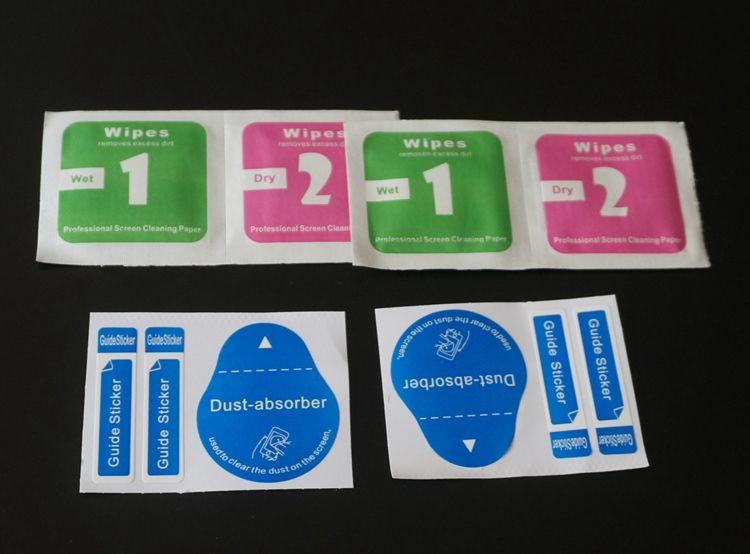 Wipes
removes excess dirt
Wet
1
Professional Screen Cleaning Paper
Wipes
removes excess dirt
Dry
2
Professional Screen Clean
Wipes
removes excess dirt
Wet
1
Professional Screen Cleaning Paper
Wipes
removes excess dirt
Dry
2
Professional Screen Cleaning Paper
GuideSticker
Guide Sticker
GuideSticker
Guide Sticker
Dust-absorber
used to clear the dust on the screen.
Dust-absorber
used to clear the dust on the screen.
Guide Sticker
GuideSticker
Guide Sticker
GuideSticker